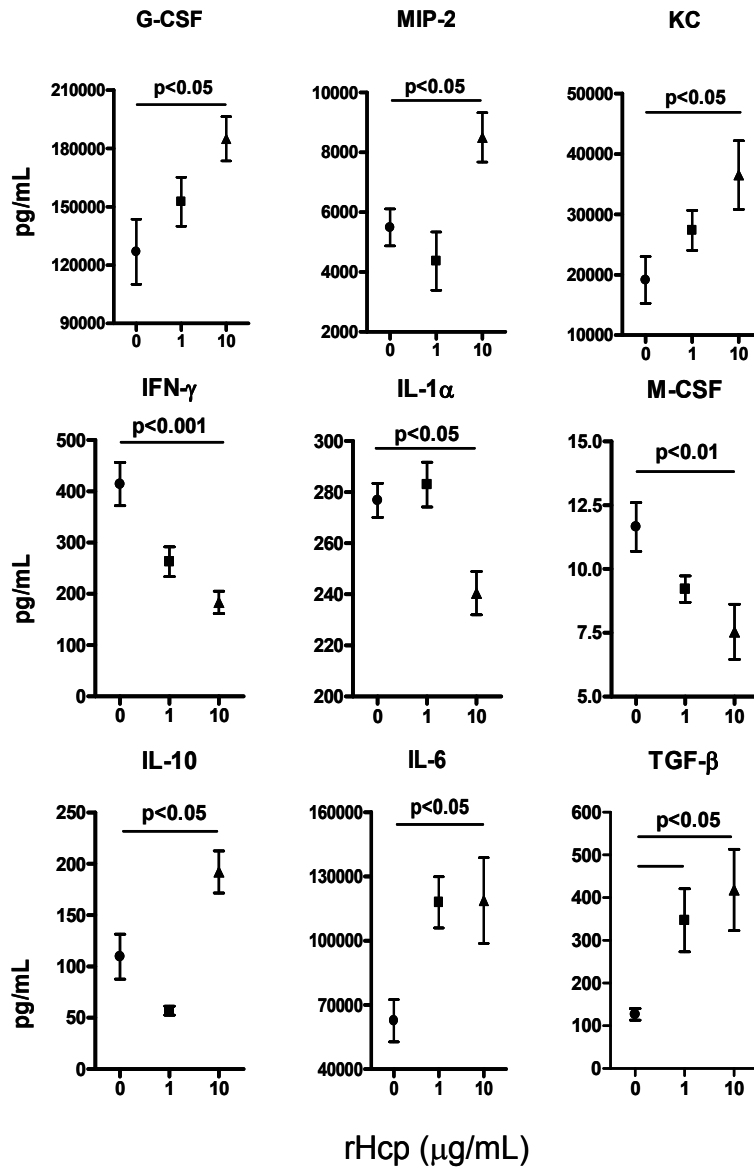 G-CSF
MIP-2
KC
pg/mL
210000
180000
150000
120000
90000
p<0.05
0 1 10
10000
8000
6000
4000
2000
p<0.05
0 1 10
50000
40000
30000
20000
10000
p<0.05
0 1 10
IFN-γ
IL-1α
M-CSF
pg/mL
500
400
300
200
100
0
p<0.001
0 1 10
300
280
260
240
220
200
p<0.05
0 1 10
15.0
12.5
10.0
7.5
5.0
p<0.01
0 1 10
IL-10
IL-6
TGF-β
pg/mL
250
200
150
100
50
0
p<0.05
0 1 10
160000
130000
100000
70000
40000
p<0.05
0 1 10
600
500
400
300
200
100
0
p<0.05
0 1 10
rHcp (μg/mL)